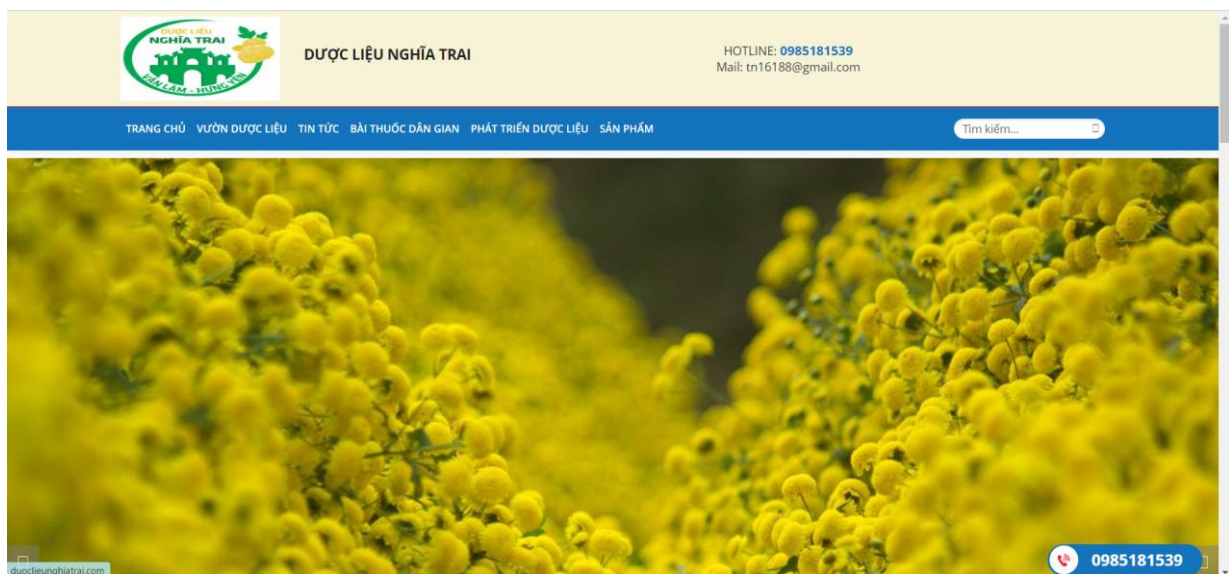 DƯỢC LIỆU
NGHĨA TRAI
VĂN LÂM - HƯNG YÊN
DƯỢC LIỆU NGHĨA TRAI
HOTLINE: 0985181539
Mail: tn16188@gmail.com
TRANG CHỦ VƯỜN DƯỢC LIỆU TIN TỨC BÀI THUỐC DÂN GIAN PHÁT TRIỂN DƯỢC LIỆU SẢN PHẨM
Tìm kiếm...
0985181539
duoclieunghiatrai.com